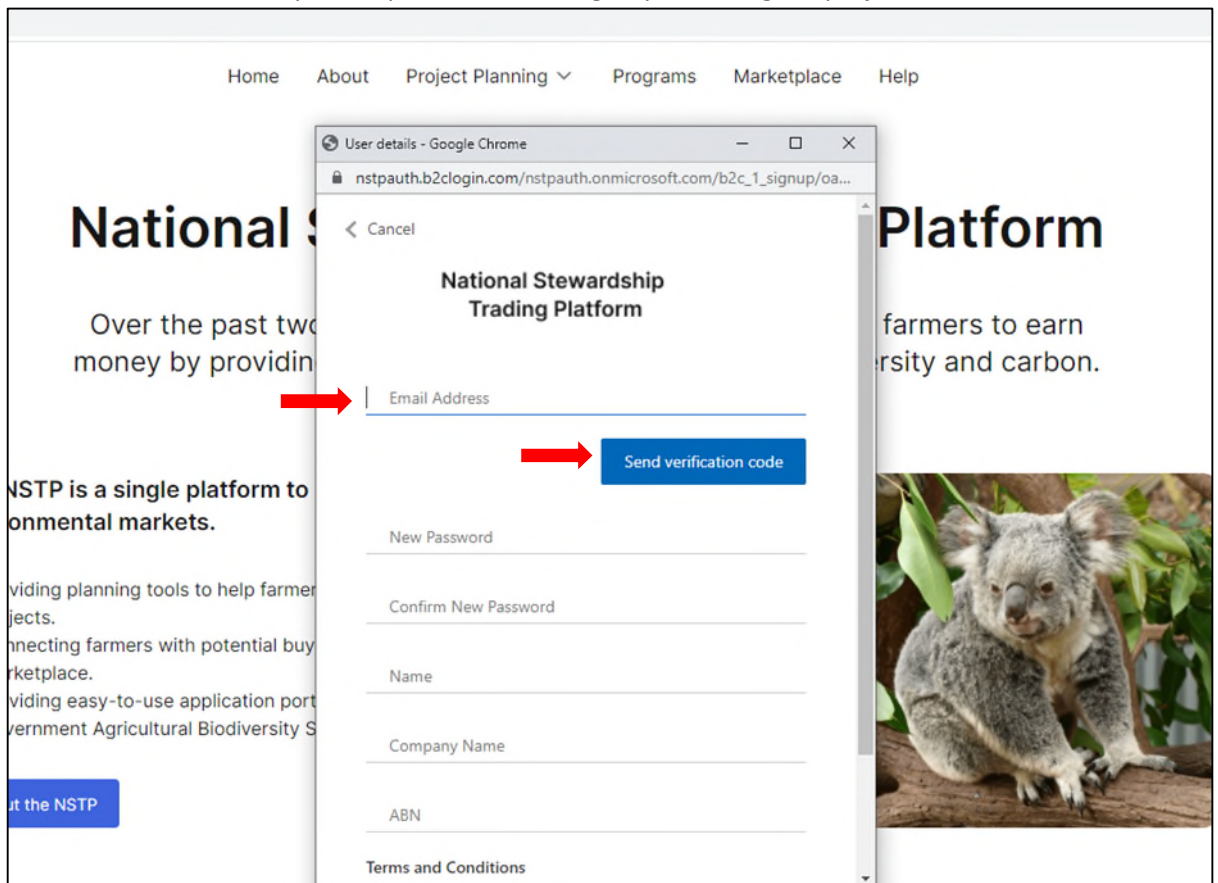 Home About Project Planning Programs Marketplace Help
User details - Google Chrome
nstpauth.b2clogin.com/nstpauth.onmicrosoft.com/b2c_1_signup/oa...
Cancel
National Platform
National Stewardship
Trading Platform
Over the past two farmers to earn
money by providin rsity and carbon.
Email Address
Send verification code
NSTP is a single platform to
onmental markets.
New Password
viding planning tools to help farmer
jects.
Confirm New Password
nnecting farmers with potential buy
rketplace.
Name
viding easy-to-use application port
vernment Agricultural Biodiversity S
Company Name
ut the NSTP
ABN
Terms and Conditions